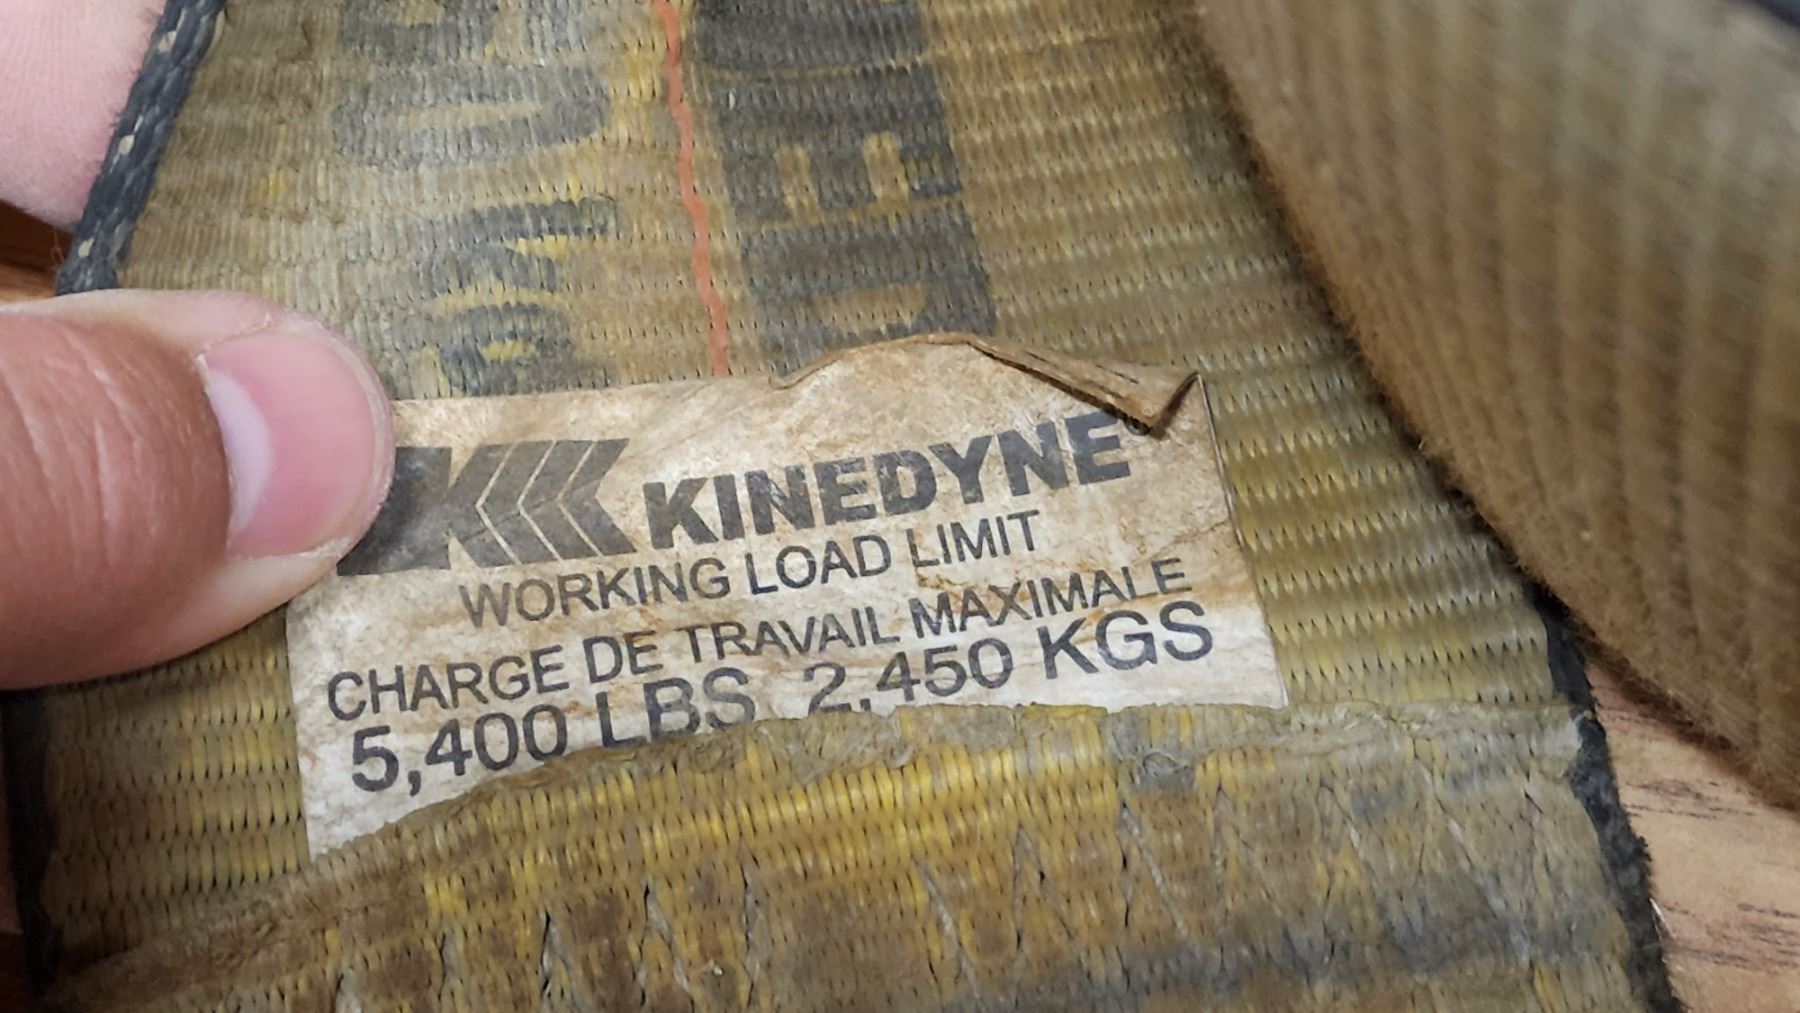 KINEDYNE®
WORKING LOAD LIMIT
CHARGE DE TRAVAIL MAXIMALE
5,400 LBS 2,450 KGS